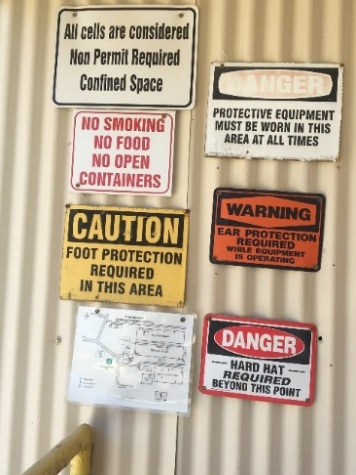 All cells are considered
Non Permit Required
Confined Space
NO SMOKING
NO FOOD
NO OPEN
CONTAINERS
CAUTION
FOOT PROTECTION
REQUIRED
IN THIS AREA
DANGER
PROTECTIVE EQUIPMENT
MUST BE WORN IN THIS
AREA AT ALL TIMES
WARNING
EAR PROTECTION
REQUIRED
WHILE EQUIPMENT
IS OPERATING
DANGER
HARD HAT
REQUIRED
BEYOND THIS POINT